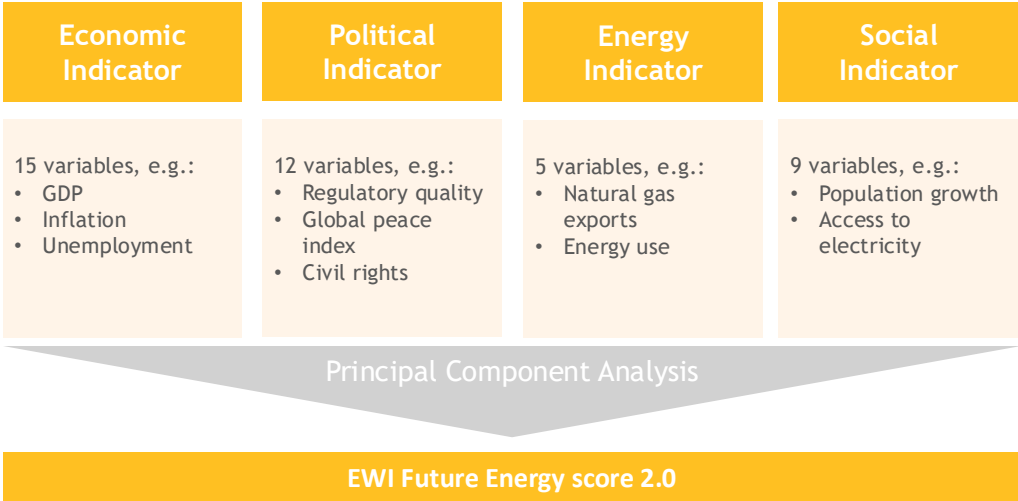 Economic
Indicator
Political
Indicator
Energy
Indicator
Social
Indicator
15 variables, e.g.:
• GDP
• Inflation
• Unemployment
12 variables, e.g.:
• Regulatory quality
• Global peace
index
• Civil rights
5 variables, e.g.:
• Natural gas
exports
• Energy use
9 variables, e.g.:
• Population growth
• Access to
electricity
Principal Component Analysis
EWI Future Energy score 2.0